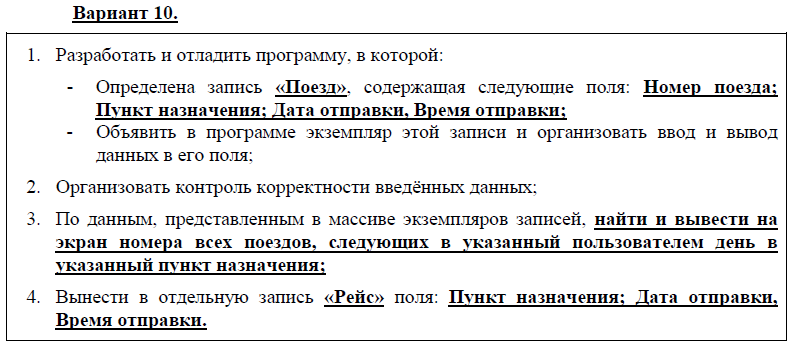 Вариант 10.
1. Разработать и отладить программу, в которой:
- Определена запись «Поезд», содержащая следующие поля: Номер поезда;
Пункт назначения; Дата отправки, Время отправки;
- Объявить в программе экземпляр этой записи и организовать ввод и вывод
данных в его поля;
2. Организовать контроль корректности введённых данных;
3. По данным, представленным в массиве экземпляров записей, найти и вывести на
экран номера всех поездов, следующих в указанный пользователем день в
указанный пункт назначения;
4. Вынести в отдельную запись «Рейс» поля: Пункт назначения; Дата отправки,
Время отправки.